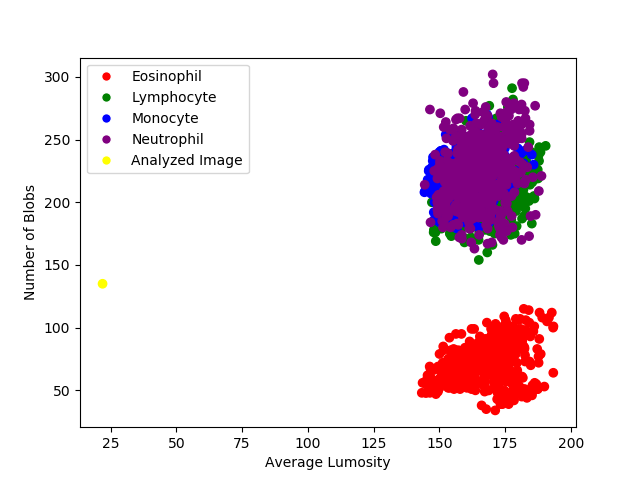 Eosinophil
Lymphocyte
Monocyte
Neutrophil
Analyzed Image
300
250
200
150
100
50
Number of Blobs
25
50
75
100
125
150
175
200
Average Lumosity